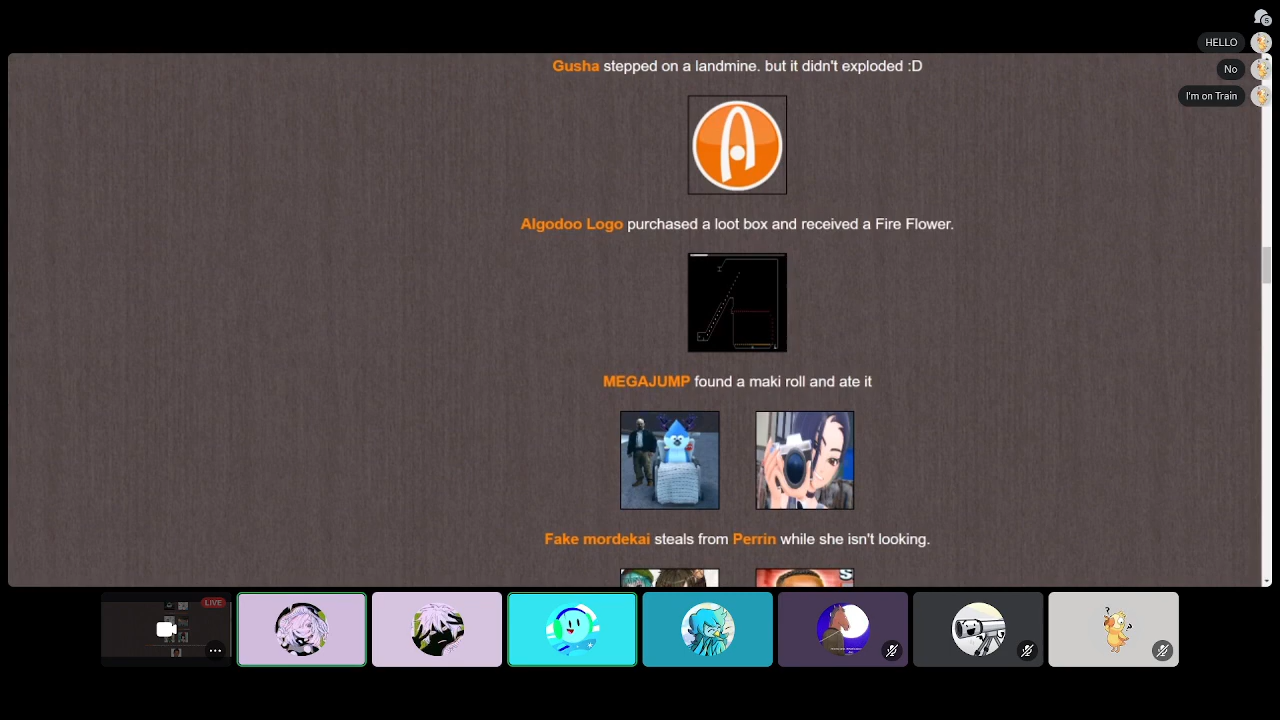 5
HELLO
No
I'm on Train
Gusha stepped on a landmine. but it didn't exploded :D
Algodoo Logo purchased a loot box and received a Fire Flower.
MEGAJUMP found a maki roll and ate it
Fake mordekai steals from Perrin while she isn't looking.
S
LIVE